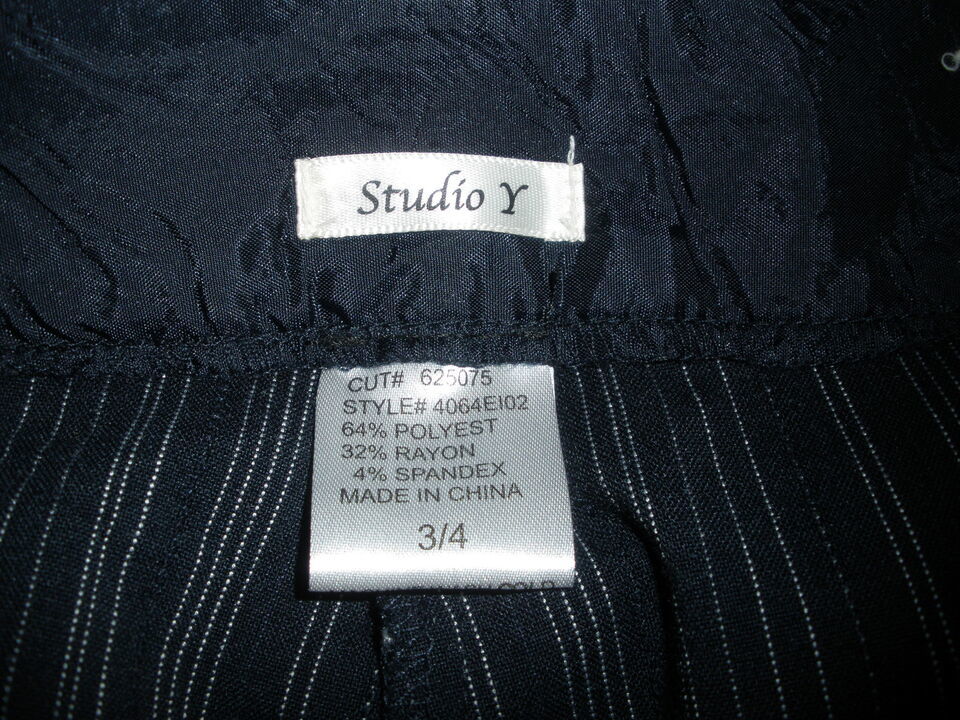 Studio Y
CUT# 625075
STYLE# 4064EI02
64% POLYEST
32% RAYON
4% SPANDEX
MADE IN CHINA
3/4